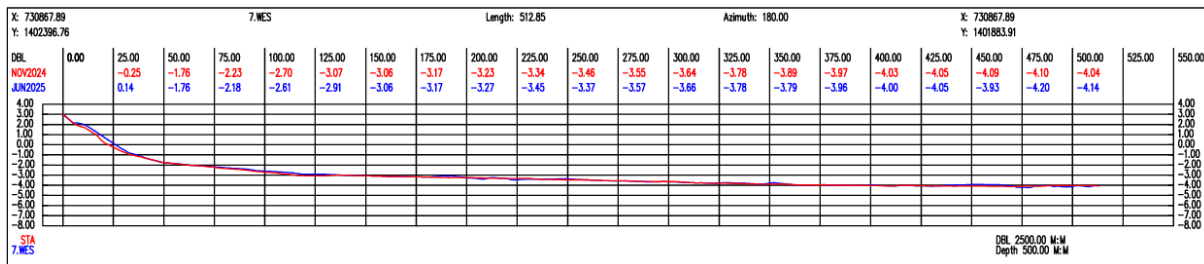 X: 730867.89 7.WES Length: 512.85 Azimuth: 180.00 X: 730867.89
Y: 1402396.76 Y: 1401883.91
DBL 0.00 25.00 50.00 75.00 100.00 125.00 150.00 175.00 200.00 225.00 250.00 275.00 300.00 325.00 350.00 375.00 400.00 425.00 450.00 475.00 500.00 525.00 550.00
NOV2024 -0.25 -1.76 -2.23 -2.70 -3.07 -3.06 -3.17 -3.23 -3.34 -3.46 -3.55 -3.64 -3.78 -3.89 -3.97 -4.03 -4.05 -4.09 -4.10 -4.04
JUN2025 0.14 -1.76 -2.18 -2.61 -2.91 -3.06 -3.17 -3.27 -3.45 -3.37 -3.57 -3.66 -3.78 -3.79 -3.96 -4.00 -4.05 -3.93 -4.20 -4.14
4.00 4.00
3.00 3.00
2.00 2.00
1.00 1.00
0.00 0.00
-1.00 -1.00
-2.00 -2.00
-3.00 -3.00
-4.00 -4.00
-5.00 -5.00
-6.00 -6.00
-7.00 -7.00
-8.00 -8.00
STA DBL 2500.00 M:M
7.WES Depth 500.00 M:M